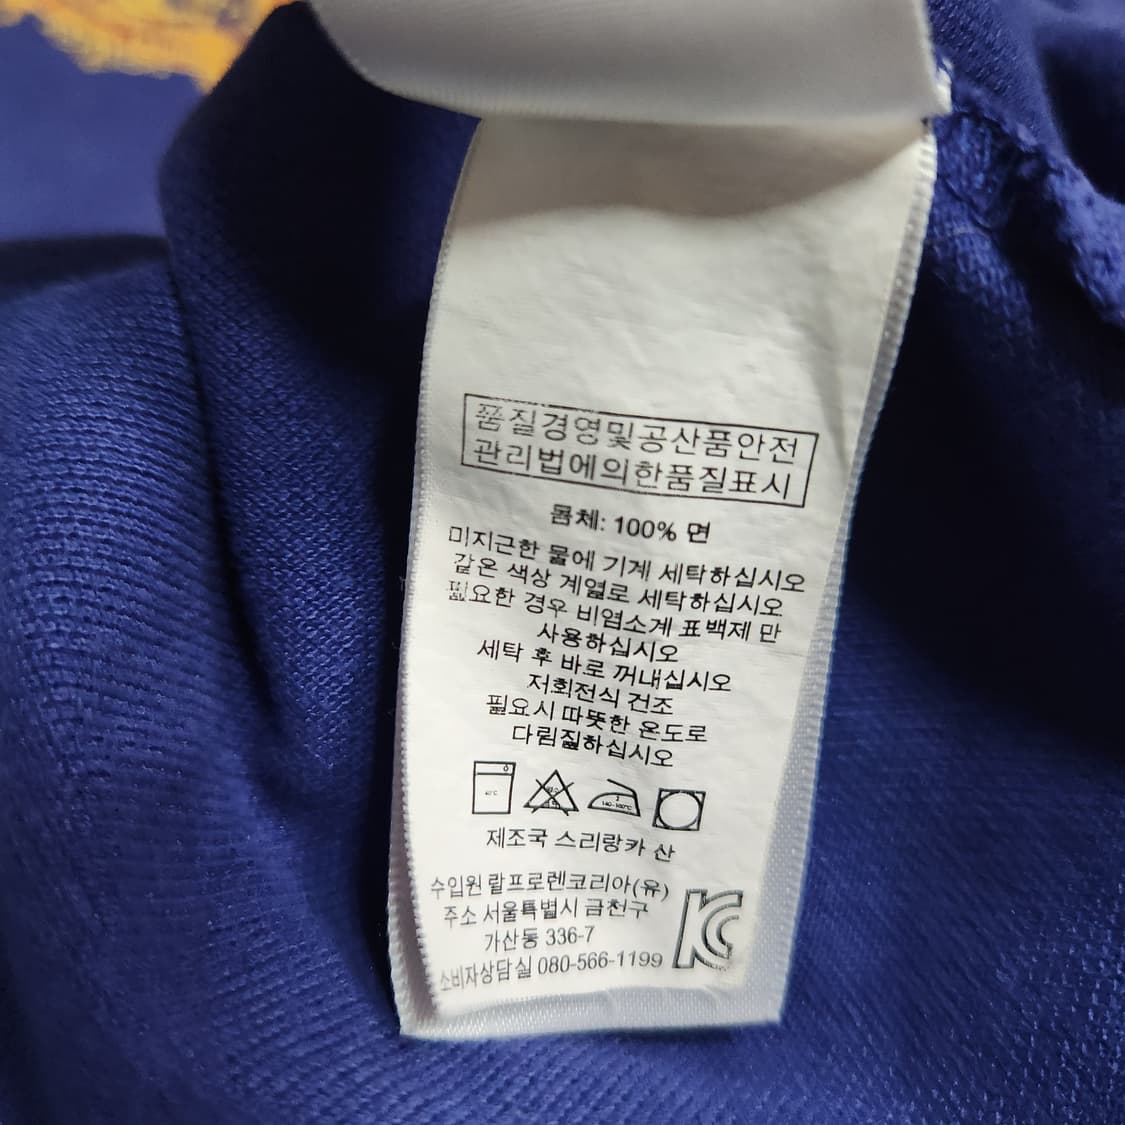 품질경영및공산품안전
관리법에의한품질표시
몸체: 100% 면
미지근한 물에 기계 세탁하십시오
같은 색상 계열로 세탁하십시오
필요한 경우 비염소계 표백제 만
사용하십시오
세탁 후 바로 꺼내십시오
저회전식 건조
필요시 따뜻한 온도로
다림질하십시오
제조국 스리랑카 산
수입원 랄프로렌코리아(유)
주소 서울특별시 금천구
가산동 336-7
소비자상담실 080-566-1199